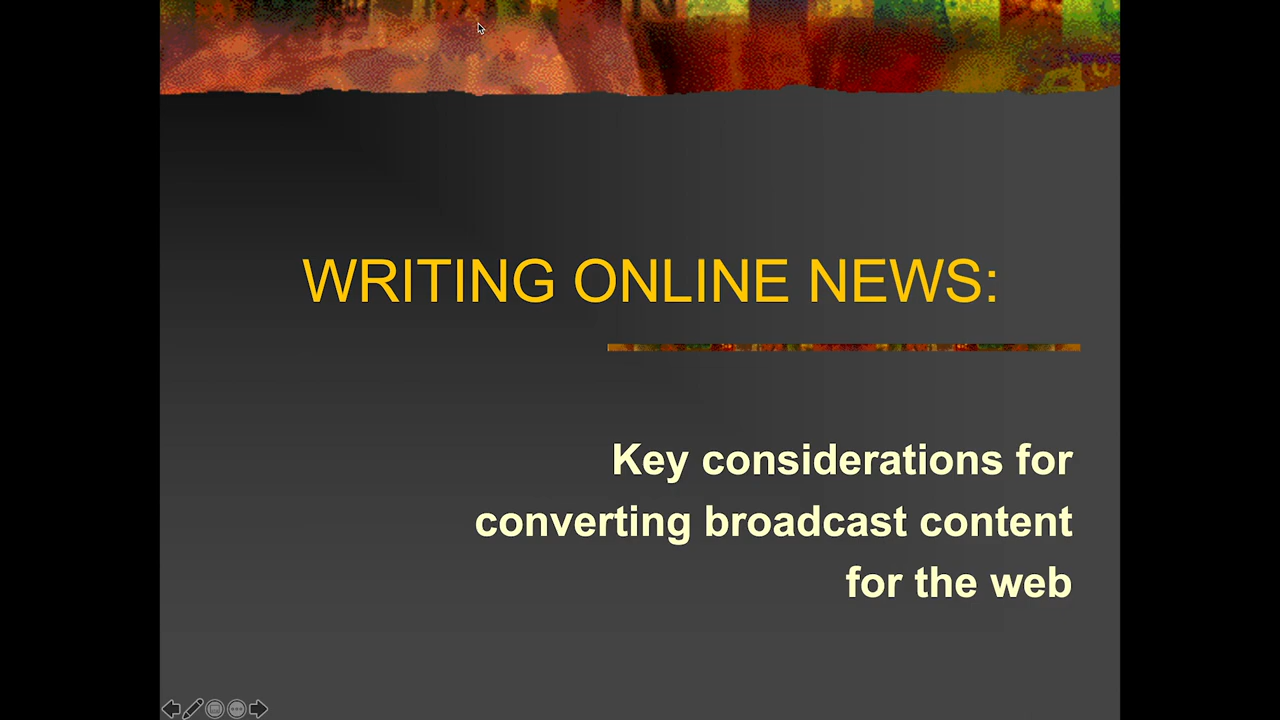 WRITING ONLINE NEWS:
Key considerations for
converting broadcast content
for the web